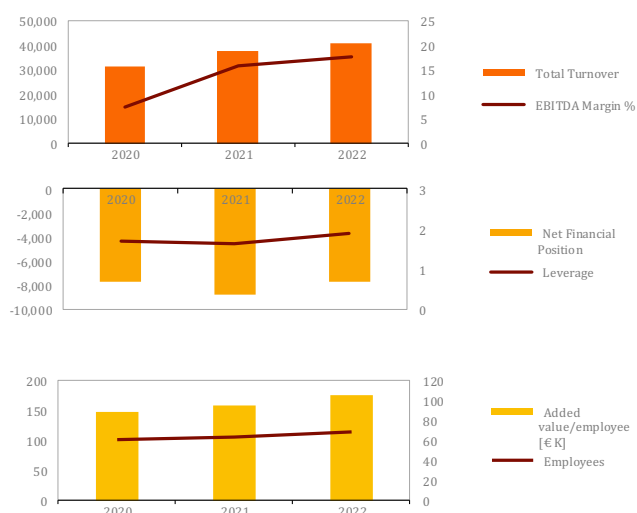 50,000
40,000
30,000
20,000
10,000
0
25
20
15
10
5
0
2020 2021 2022
Total Turnover
EBITDA Margin %
0
-2,000
-4,000
-6,000
-8,000
-10,000
3
2
1
0
2020 2021 2022
Net Financial
Position
Leverage
200
150
100
50
0
120
100
80
60
40
20
0
2020 2021 2022
Added
value/employee
[€ K]
Employees